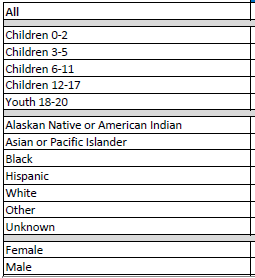 All
Children 0-2
Children 3-5
Children 6-11
Children 12-17
Youth 18-20
Alaskan Native or American Indian
Asian or Pacific Islander
Black
Hispanic
White
Other
Unknown
Female
Male